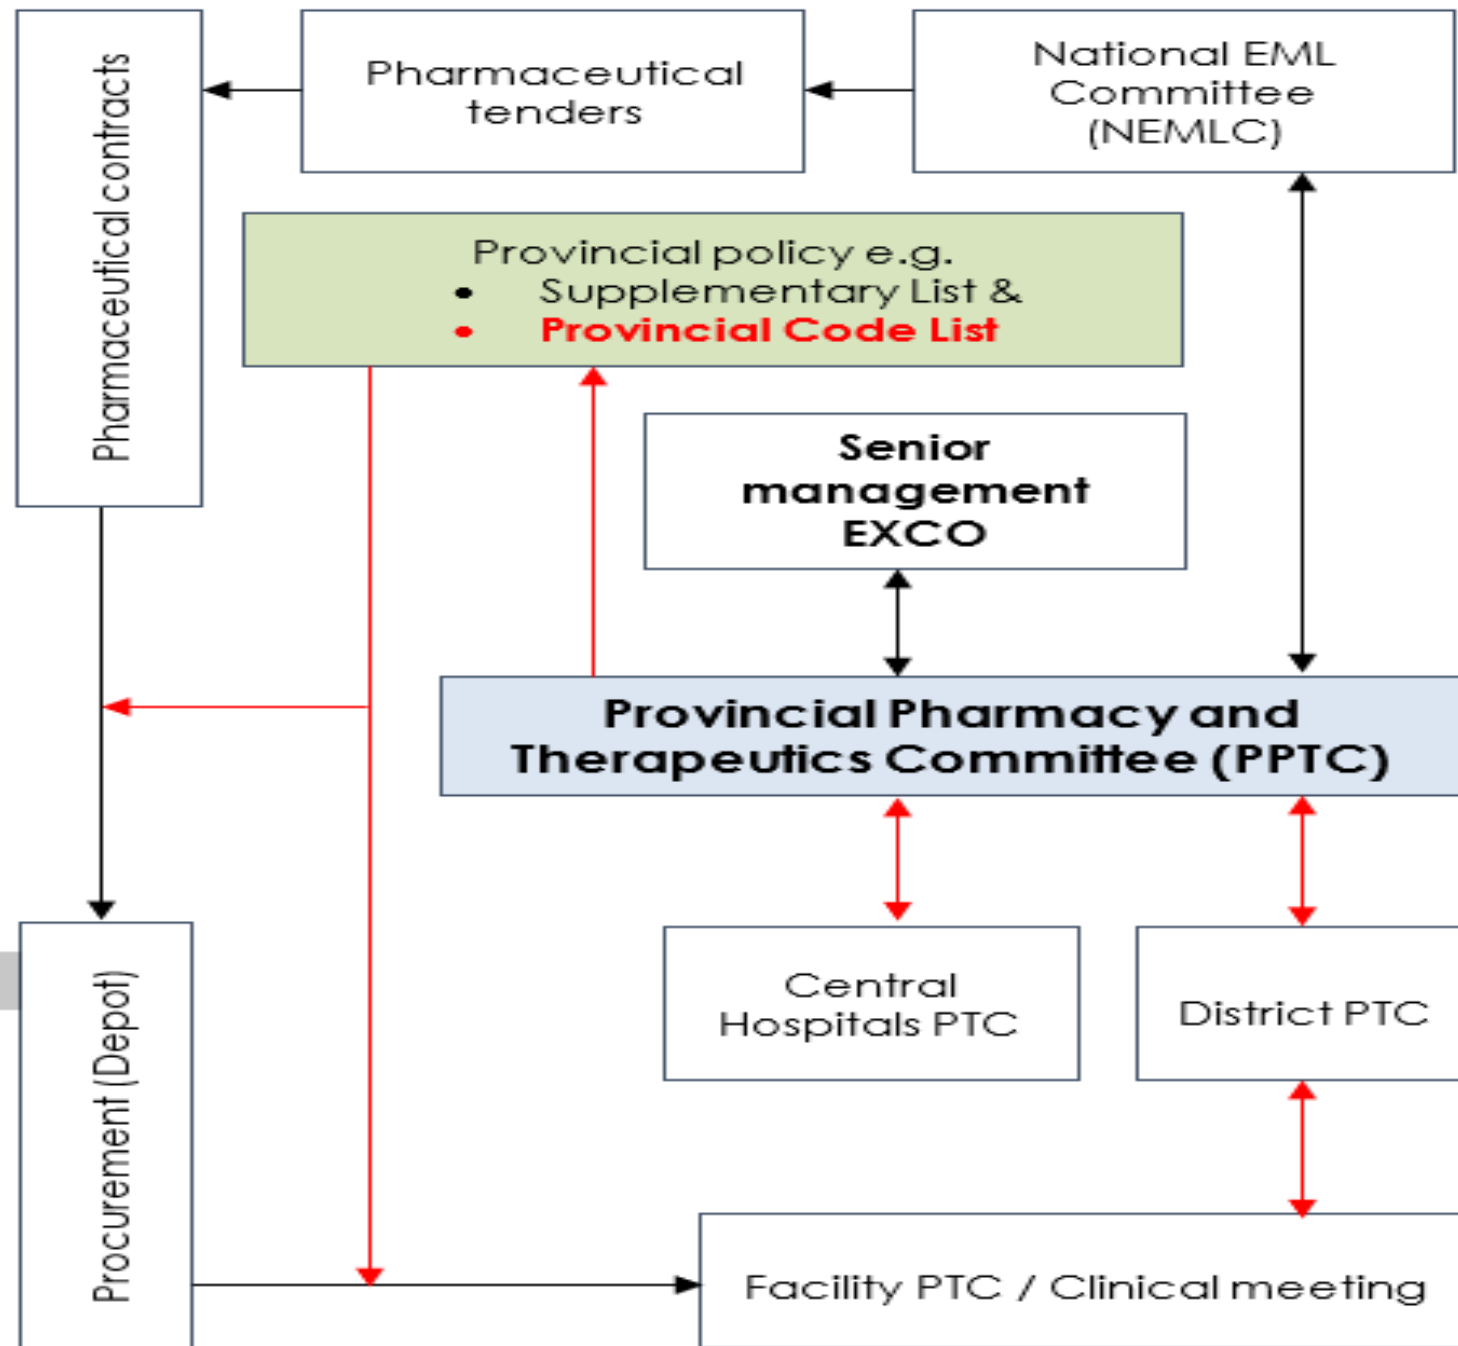 Pharmaceutical contracts
Pharmaceutical
tenders
National EML
Committee
(NEMLC)
Provincial policy e.g.
• Supplementary List &
• Provincial Code List
Senior
management
EXCO
Provincial Pharmacy and
Therapeutics Committee (PPTC)
Central
Hospitals PTC
District PTC
Procurement (Depot)
Facility PTC / Clinical meeting